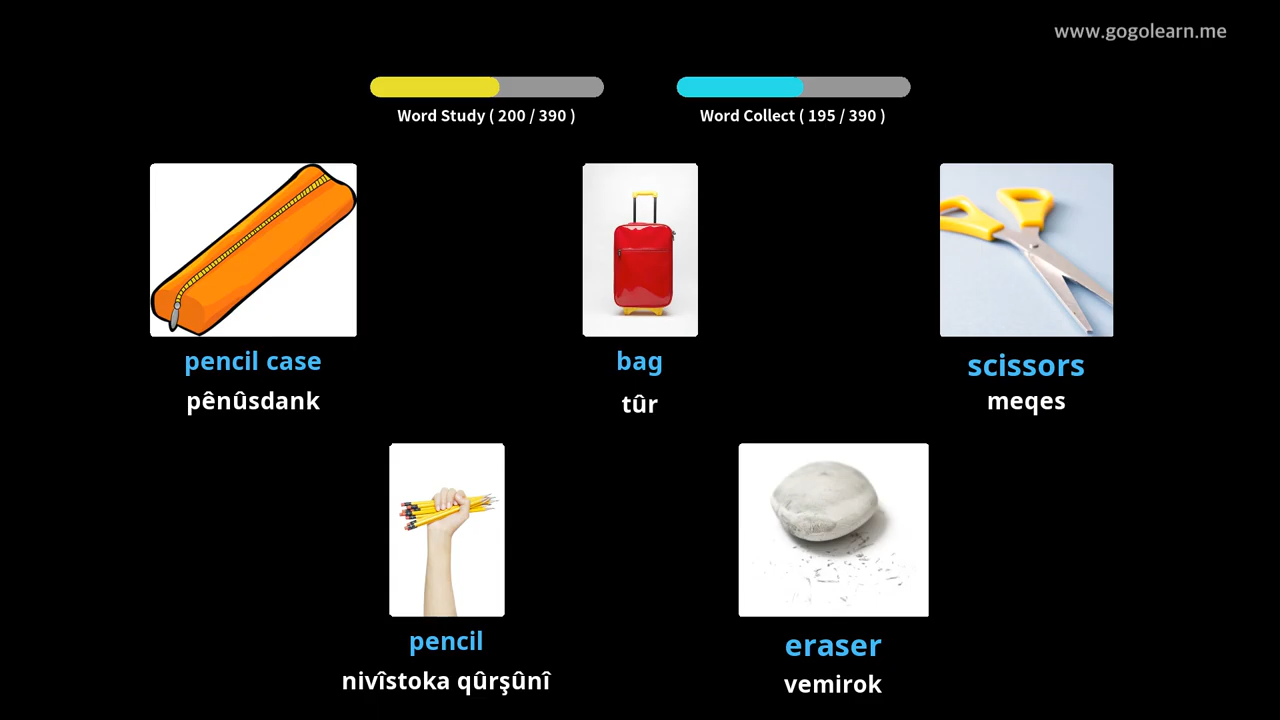 www.gogolearn.me
Word Study ( 200 / 390 )
Word Collect ( 195 / 390 )
pencil case
pênûsdank
bag
tûr
scissors
meqes
pencil
nivîstoka qûrşûnî
eraser
vemirok